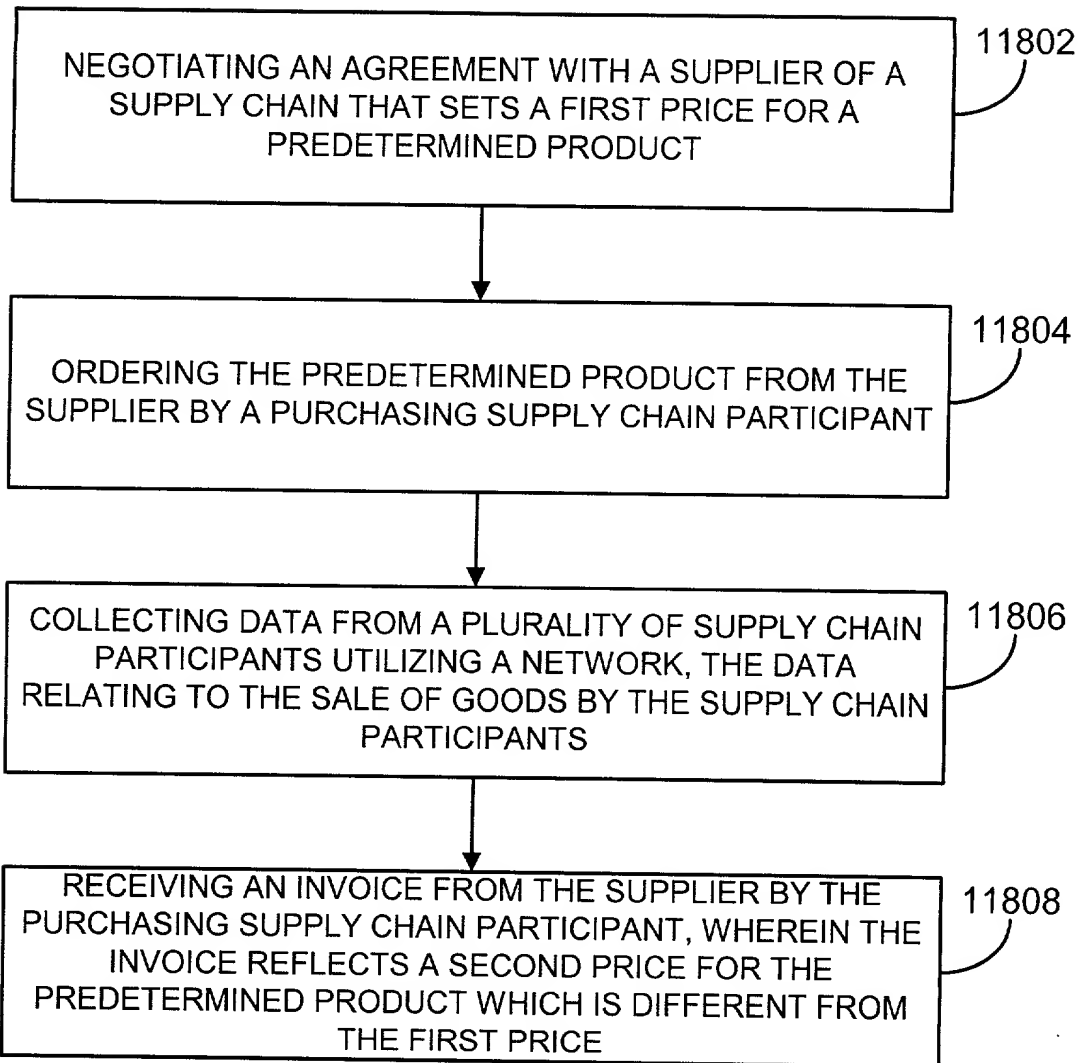 11802
NEGOTIATING AN AGREEMENT WITH A SUPPLIER OF A
SUPPLY CHAIN THAT SETS A FIRST PRICE FOR A
PREDETERMINED PRODUCT
11804
ORDERING THE PREDETERMINED PRODUCT FROM THE
SUPPLIER BY A PURCHASING SUPPLY CHAIN PARTICIPANT
11806
COLLECTING DATA FROM A PLURALITY OF SUPPLY CHAIN
PARTICIPANTS UTILIZING A NETWORK, THE DATA
RELATING TO THE SALE OF GOODS BY THE SUPPLY CHAIN
PARTICIPANTS
11808
RECEIVING AN INVOICE FROM THE SUPPLIER BY THE
PURCHASING SUPPLY CHAIN PARTICIPANT, WHEREIN THE
INVOICE REFLECTS A SECOND PRICE FOR THE
PREDETERMINED PRODUCT WHICH IS DIFFERENT FROM
THE FIRST PRICE